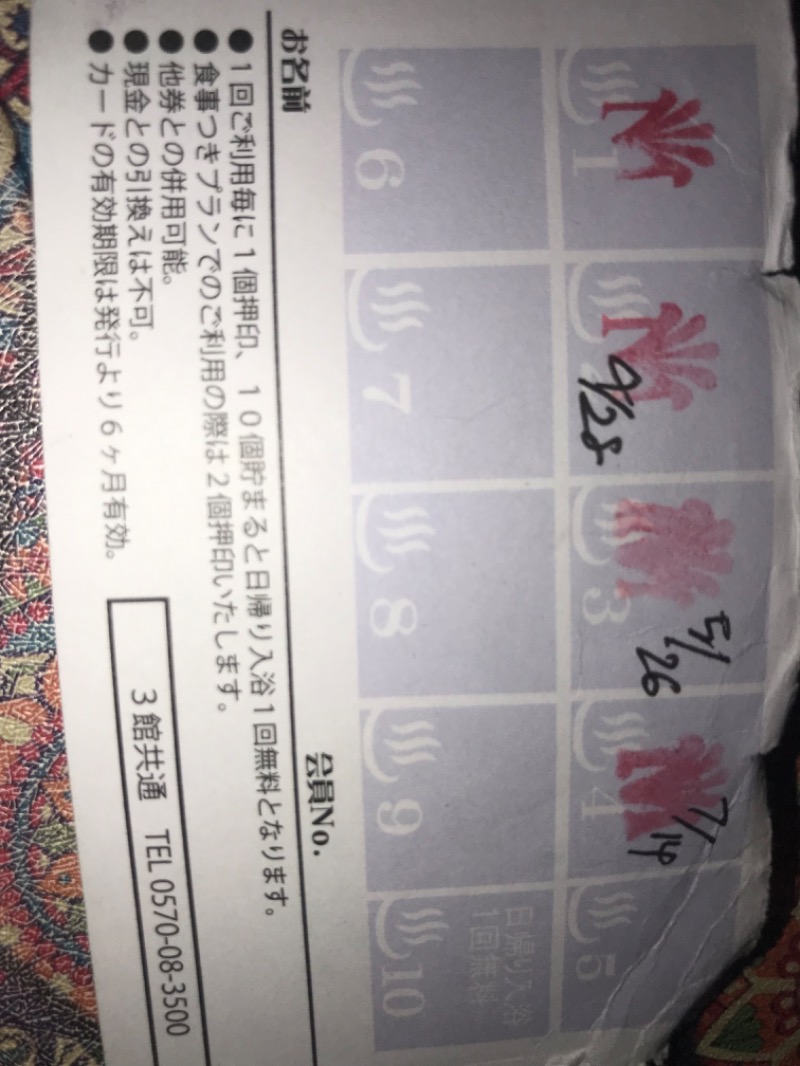 1
9/28
3
5/26
4
7/14
5
6
7
8
9
10
日帰り入浴
1回無料
お名前
会員No.
●1回ご利用毎に1個押印、10個貯まると日帰り入浴1回無料となります。
●食事つきプランでのご利用の際は2個押印いたします。
●他券との併用可能。
●現金との引換えは不可。
●カードの有効期限は発行より6ヶ月有効。
3館共通 TEL 0570-08-3500